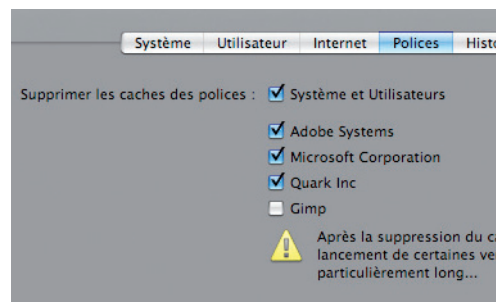 Système Utilisateur Internet Polices Histo
Supprimer les caches des polices : Système et Utilisateurs
Adobe Systems
Microsoft Corporation
Quark Inc
Gimp
Après la suppression du ca
lancement de certaines ve
particulièrement long...